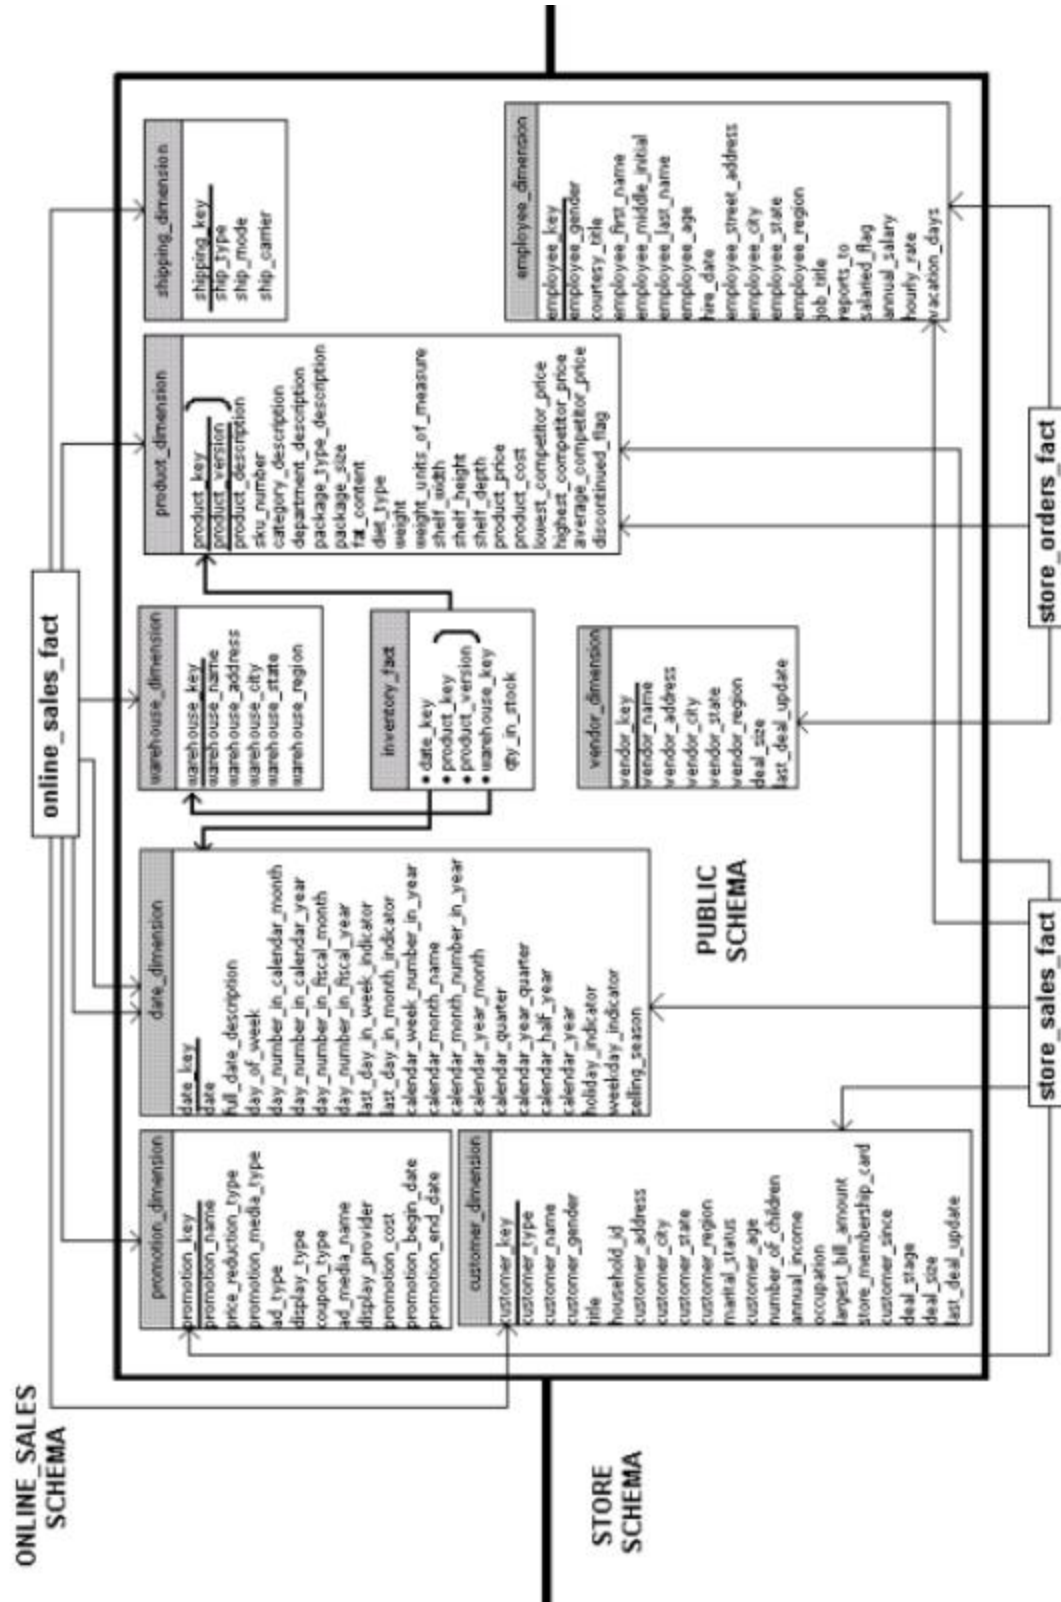 ONLINE_SALES
SCHEMA
online_sales_fact
promotion_dimension
promotion_key
promotion_name
price_reduction_type
promotion_media_type
ad_type
display_type
coupon_type
ad_media_name
display_provider
promotion_cost
promotion_begin_date
promotion_end_date
date_dimension
date_key
date
full_date_description
day_of_week
day_number_in_calendar_month
day_number_in_calendar_year
day_number_in_fiscal_month
day_number_in_fiscal_year
last_day_in_week_indicator
last_day_in_month_indicator
calendar_week_number_in_year
calendar_month_name
calendar_month_number_in_year
calendar_year_month
calendar_quarter
calendar_year_quarter
calendar_half_year
calendar_year
holiday_indicator
weekday_indicator
selling_season
warehouse_dimension
warehouse_key
warehouse_name
warehouse_address
warehouse_city
warehouse_state
warehouse_region
product_dimension
product_key
product_version
product_description
sku_number
category_description
department_description
package_type_description
package_size
fat_content
diet_type
weight
weight_units_of_measure
shelf_width
shelf_height
shelf_depth
product_price
product_cost
lowest_competitor_price
highest_competitor_price
average_competitor_price
discontinued_flag
shipping_dimension
shipping_key
ship_type
ship_mode
ship_carrier
inventory_fact
• date_key
• product_key
• product_version
• warehouse_key
qty_in_stock
customer_dimension
customer_key
customer_type
customer_name
customer_gender
title
household_id
customer_address
customer_city
customer_state
customer_region
marital_status
customer_age
number_of_children
annual_income
occupation
largest_bill_amount
store_membership_card
customer_since
deal_stage
deal_size
last_deal_update
vendor_dimension
vendor_key
vendor_name
vendor_address
vendor_city
vendor_state
vendor_region
deal_size
last_deal_update
employee_dimension
employee_key
employee_gender
courtesy_title
employee_first_name
employee_middle_initial
employee_last_name
employee_age
hire_date
employee_street_address
employee_city
employee_state
employee_region
job_title
reports_to
salaried_flag
annual_salary
hourly_rate
vacation_days
PUBLIC
SCHEMA
STORE
SCHEMA
store_sales_fact
store_orders_fact